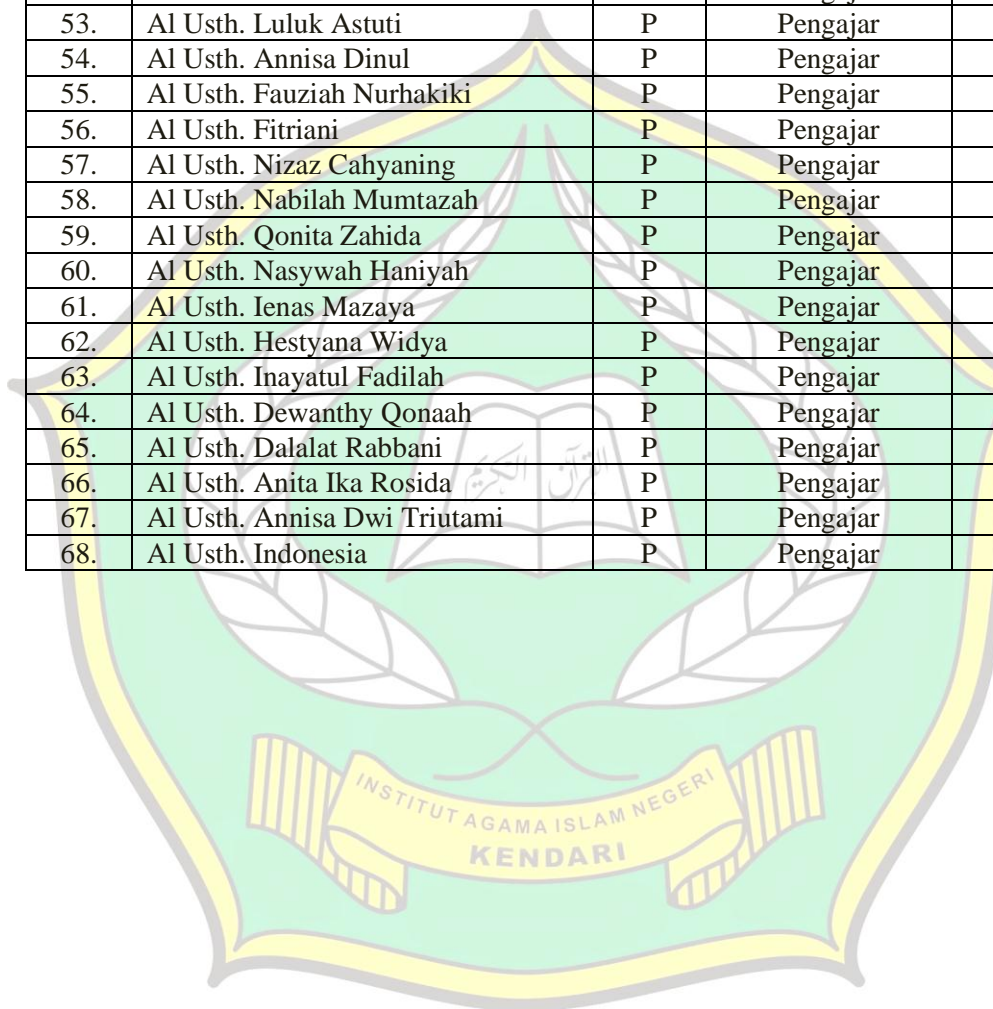 53. Al Usth. Luluk Astuti P Pengajar
54. Al Usth. Annisa Dinul P Pengajar
55. Al Usth. Fauziah Nurhakiki P Pengajar
56. Al Usth. Fitriani P Pengajar
57. Al Usth. Nizaz Cahyaning P Pengajar
58. Al Usth. Nabilah Mumtazah P Pengajar
59. Al Usth. Qonita Zahida P Pengajar
60. Al Usth. Nasywah Haniyah P Pengajar
61. Al Usth. Ienas Mazaya P Pengajar
62. Al Usth. Hestyana Widya P Pengajar
63. Al Usth. Inayatul Fadilah P Pengajar
64. Al Usth. Dewanthy Qonaah P Pengajar
65. Al Usth. Dalalat Rabbani P Pengajar
66. Al Usth. Anita Ika Rosida P Pengajar
67. Al Usth. Annisa Dwi Triutami P Pengajar
68. Al Usth. Indonesia P Pengajar
القرآن الكريم
INSTITUT AGAMA ISLAM NEGERI
KENDARI